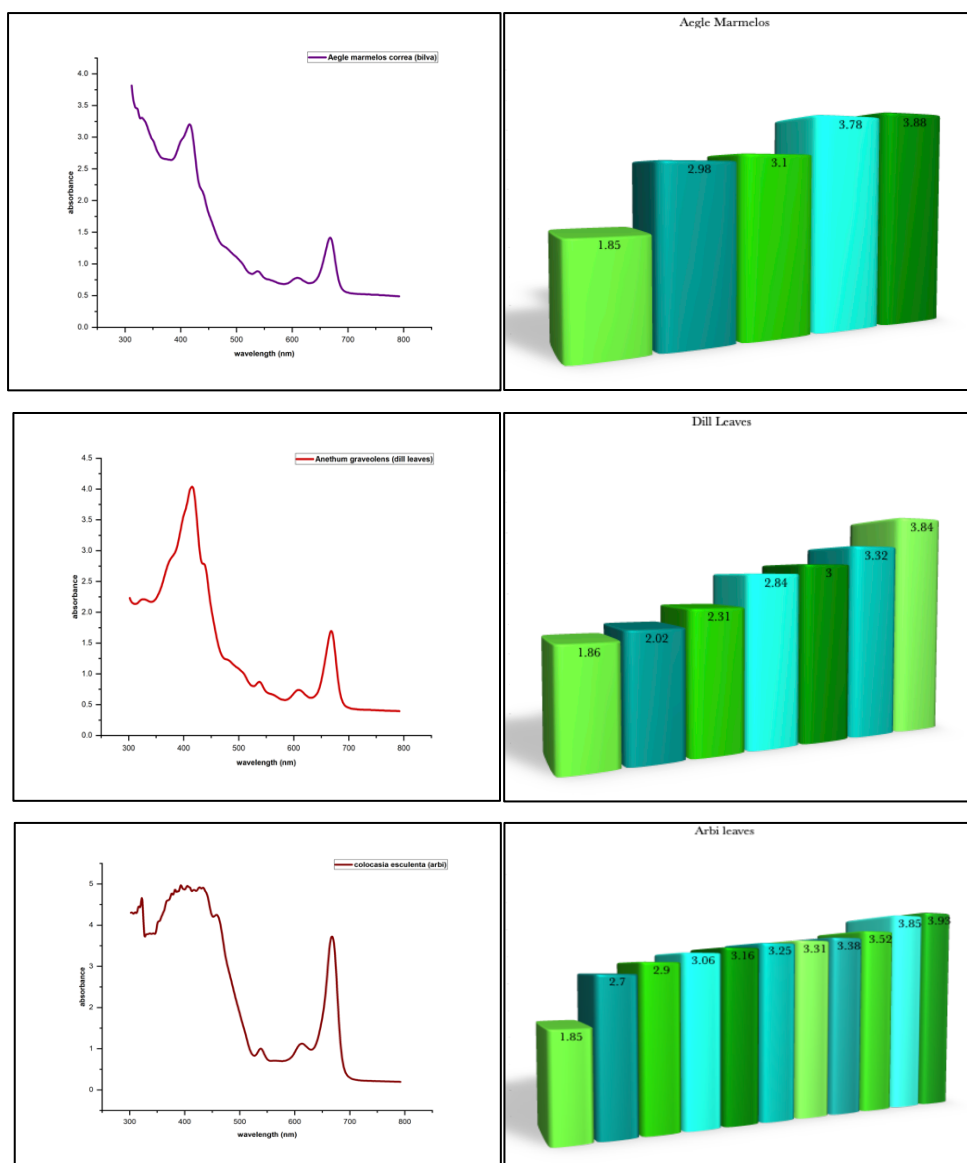 Aegle marmelos correa (bilva)
4.0
3.5
3.0
2.5
2.0
1.5
1.0
0.5
0.0
absorbance
300 400 500 600 700 800
wavelength (nm)
Aegle Marmelos
1.85 2.98 3.1 3.78 3.88
Anethum graveolens (dill leaves)
4.5
4.0
3.5
3.0
2.5
2.0
1.5
1.0
0.5
0.0
absorbance
300 400 500 600 700 800
wavelength (nm)
Dill Leaves
1.86 2.02 2.31 2.84 3 3.32 3.84
colocasia esculenta (arbi)
5
4
3
2
1
0
absorbance
300 400 500 600 700 800
wavelength (nm)
Arbi leaves
1.85 2.7 2.9 3.06 3.16 3.25 3.31 3.38 3.52 3.85 3.93